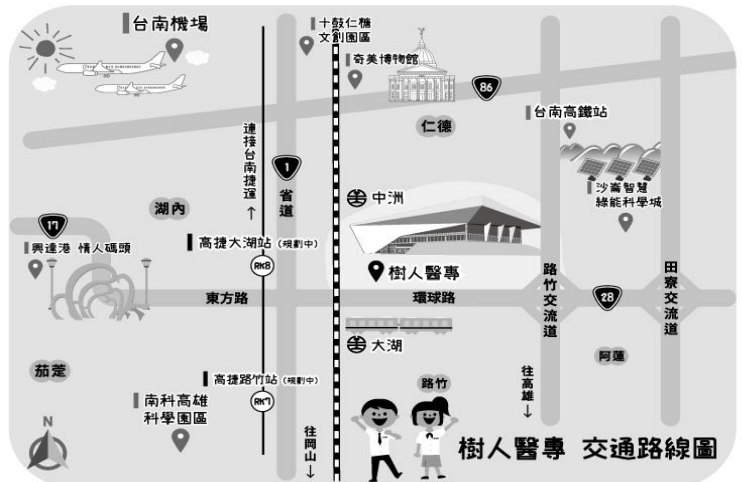 台南機場
十鼓仁糖
文創園區
奇美博物館
86
仁德
台南高鐵站
連接台南捷運
→
1
省道
中洲
沙崙智慧
綠能科學城
湖內
17
興達港 情人碼頭
高捷大湖站 (規劃中)
RK8
樹人醫專
東方路
環球路
路竹交流道
28
田寮交流道
大湖
阿蓮
茄萣
高捷路竹站 (規劃中)
RK7
路竹
往高雄
→
南科高雄
科學園區
N
往岡山
→
樹人醫專 交通路線圖